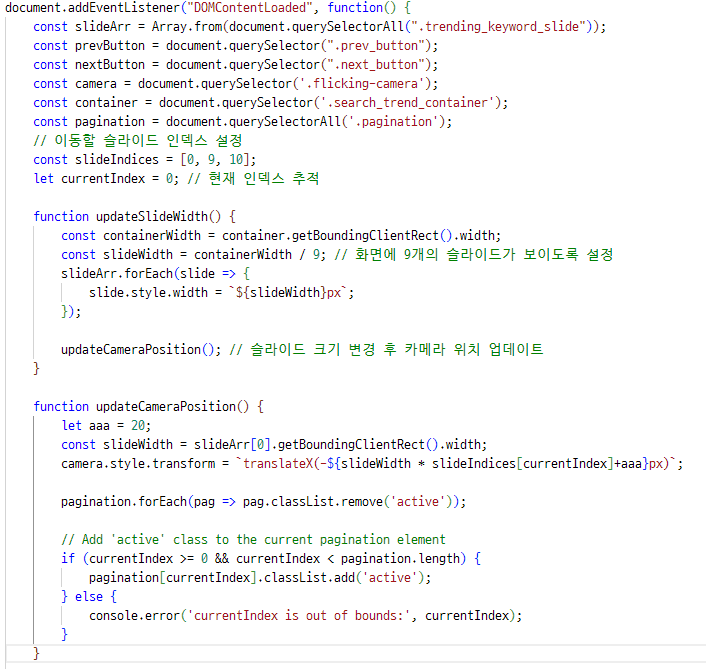 document.addEventListener("DOMContentLoaded", function() {
    const slideArr = Array.from(document.querySelectorAll(".trending_keyword_slide"));
    const prevButton = document.querySelector(".prev_button");
    const nextButton = document.querySelector(".next_button");
    const camera = document.querySelector('.flicking-camera');
    const container = document.querySelector('.search_trend_container');
    const pagination = document.querySelectorAll('.pagination');
    // 이동할 슬라이드 인덱스 설정
    const slideIndices = [0, 9, 10];
    let currentIndex = 0; // 현재 인덱스 추적

    function updateSlideWidth() {
        const containerWidth = container.getBoundingClientRect().width;
        const slideWidth = containerWidth / 9; // 화면에 9개의 슬라이드가 보이도록 설정
        slideArr.forEach(slide => {
            slide.style.width = `${slideWidth}px`;
        });

        updateCameraPosition(); // 슬라이드 크기 변경 후 카메라 위치 업데이트
    }

    function updateCameraPosition() {
        let aaa = 20;
        const slideWidth = slideArr[0].getBoundingClientRect().width;
        camera.style.transform = `translateX(-${slideWidth * slideIndices[currentIndex]+aaa}px)`;

        pagination.forEach(pag => pag.classList.remove('active'));

        // Add 'active' class to the current pagination element
        if (currentIndex >= 0 && currentIndex < pagination.length) {
            pagination[currentIndex].classList.add('active');
        } else {
            console.error('currentIndex is out of bounds:', currentIndex);
        }
    }